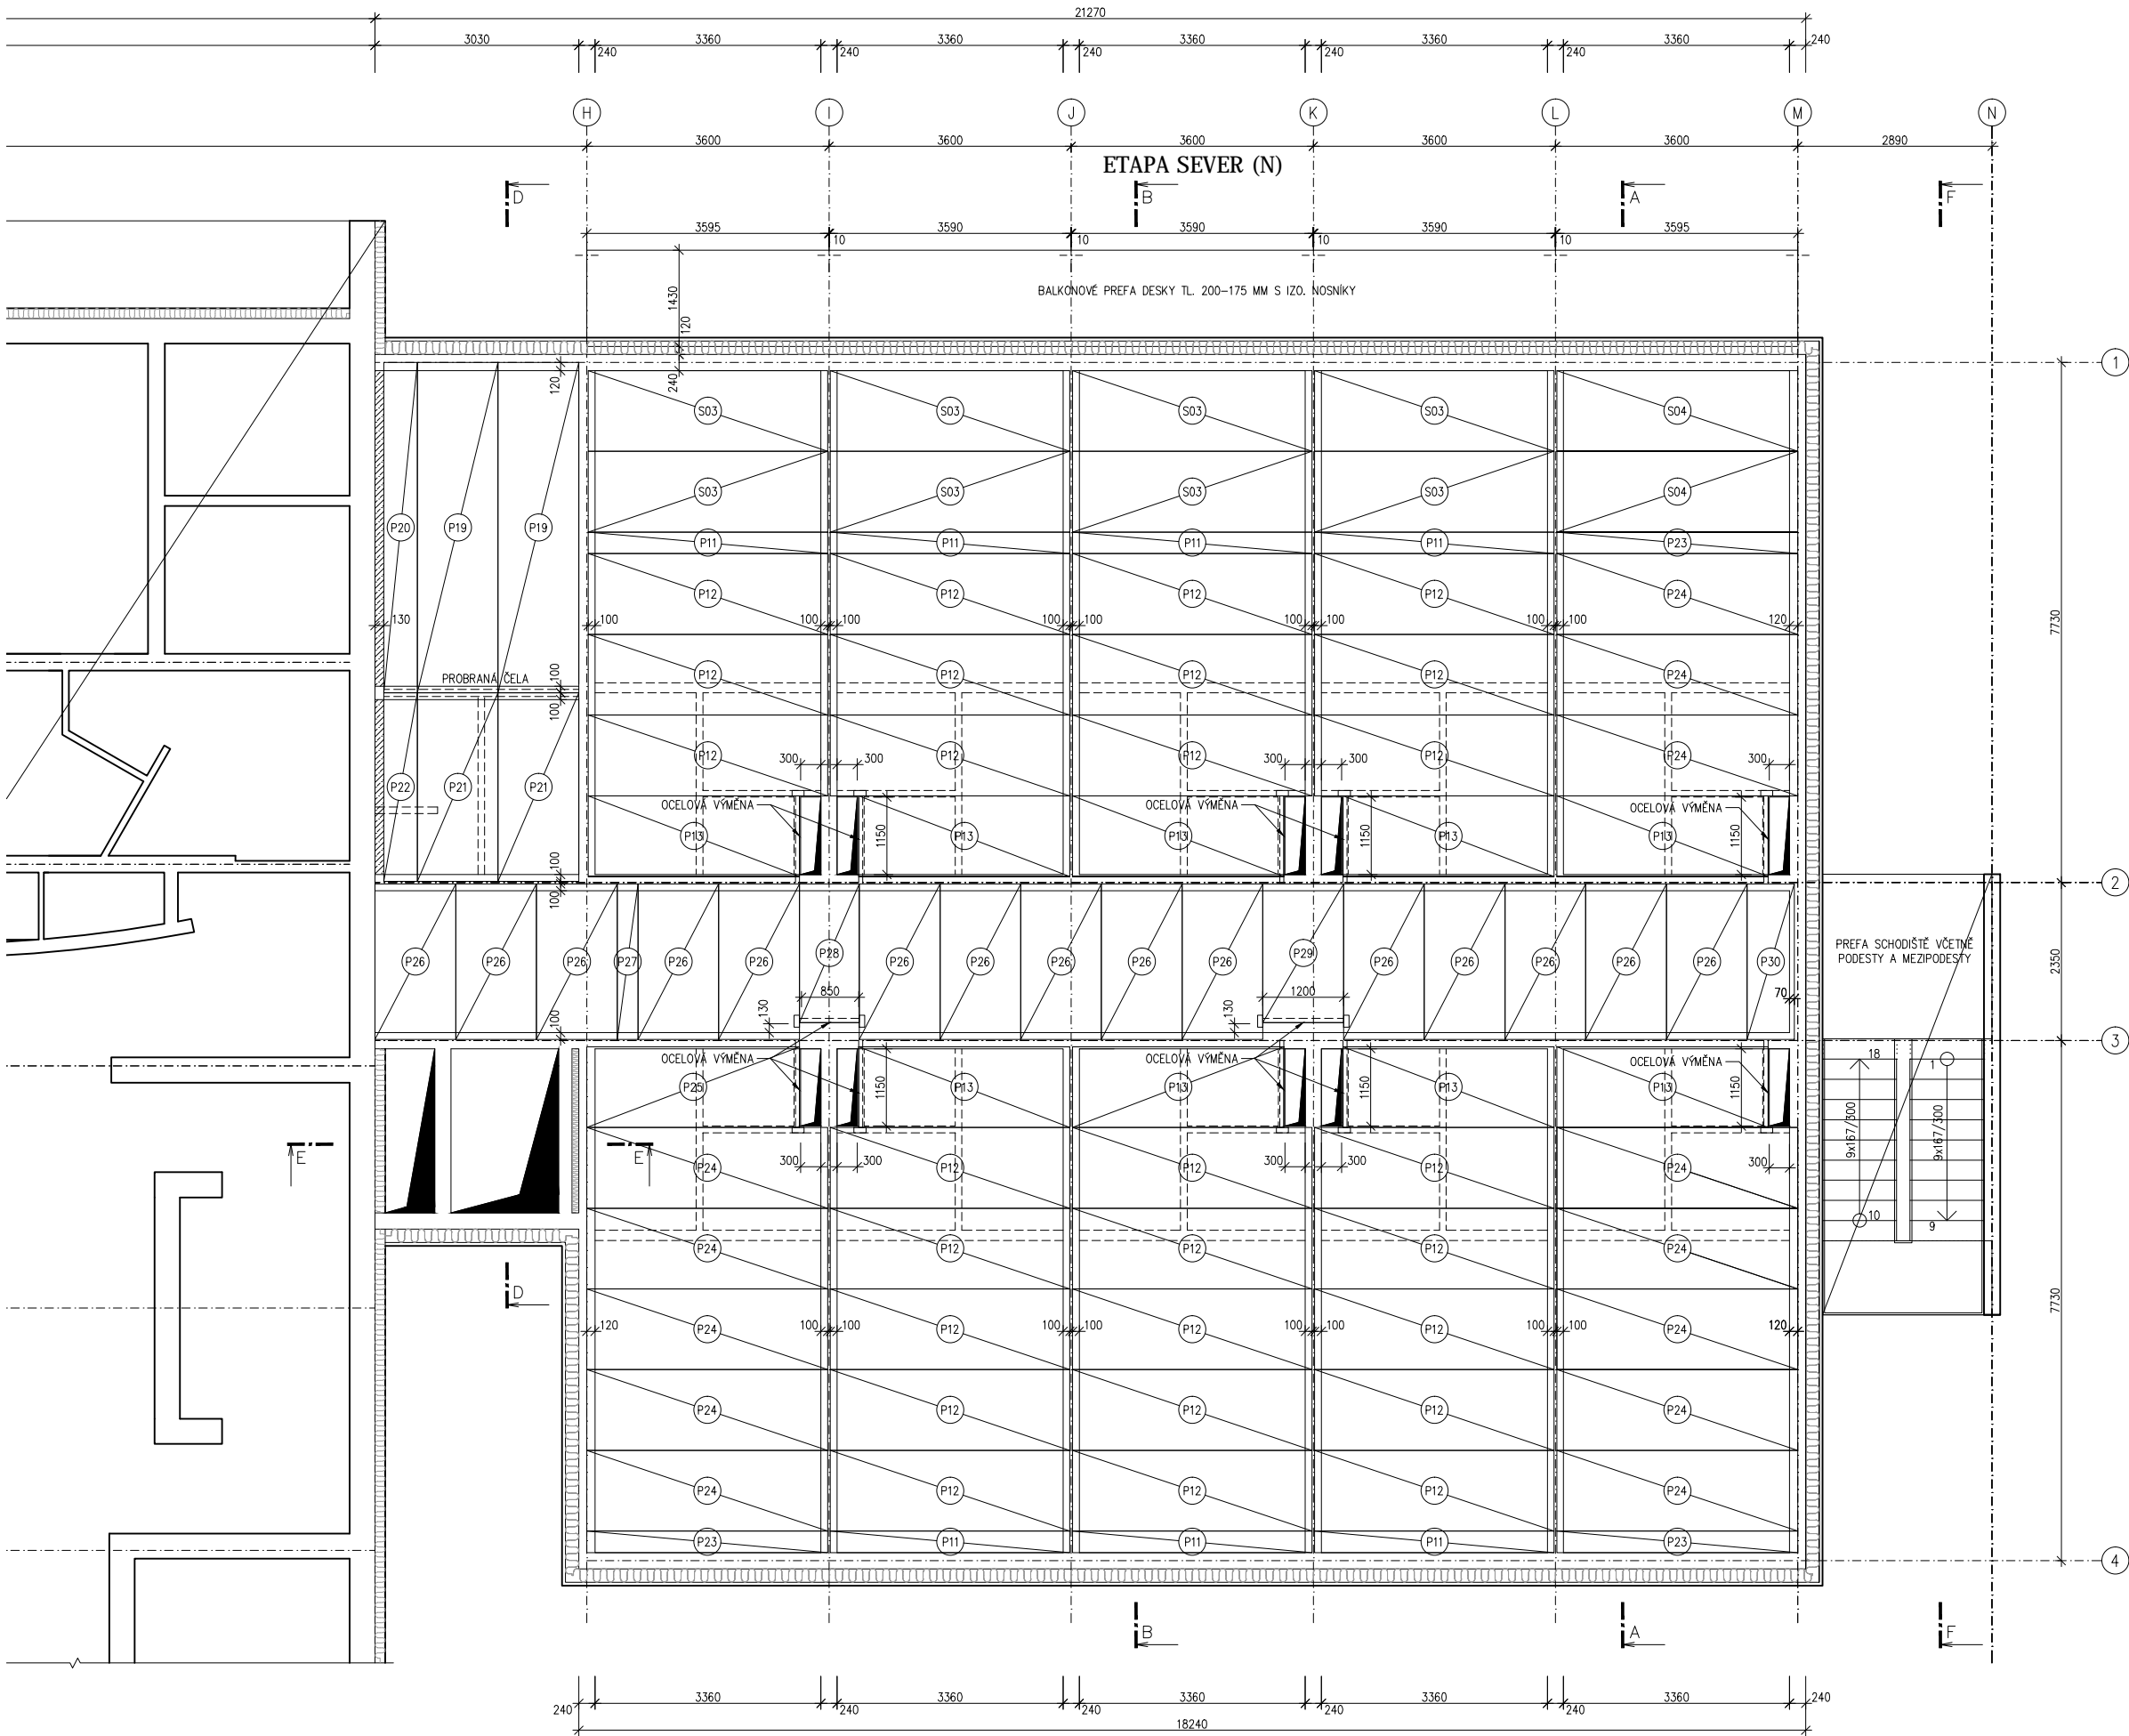 21270
3030 240 3360 240 3360 240 3360 240 3360 240 3360 240
H I J K L M N
3600 3600 3600 3600 3600 2890
ETAPA SEVER (N)
D B A F
3595 3590 3590 3590 3595
10 10 10 10
1430
BALKONOVÉ PREFA DESKY TL. 200–175 MM S IZO. NOSNÍKY
120
1
120 240
S03 S03 S03 S03 S04
S03 S03 S03 S03 S04
P20 P19 P19
P11 P11 P11 P11 P23
P12 P12 P12 P12 P24
130 100 100 100 100 100 100 100 100 100 120
7730
PROBRANÁ ČELA
100
100
P12 P12 P12 P12 P24
P12 P12 P12 P12 P24
300 300 300 300 300
P22 P21 P21
OCELOVÁ VÝMĚNA OCELOVÁ VÝMĚNA OCELOVÁ VÝMĚNA
P13 1150 P13 P13 1150 P13 P13 1150
100
100
2
P28 P29
PREFA SCHODIŠTĚ VČETNĚ
PODESTY A MEZIPODESTY
P26 P26 P26 P27 P26 P26 P26 P26 P26 P26 P26 P26 P26 P26 P26 P26 P30
2350
850 1200 70
130 130
100
3
OCELOVÁ VÝMĚNA OCELOVÁ VÝMĚNA OCELOVÁ VÝMĚNA
18 1
P25 1150 P13 P13 1150 P13 P13 1150
9x167/300 9x167/300
E E
P24 P12 P12 P12 P24
300 300 300 300 300
10 9
P24 P12 P12 P12 P24
D
7730
120 100 100 100 100 100 100 100 100 120
P24 P12 P12 P12 P24
P24 P12 P12 P12 P24
P24 P12 P12 P12 P24
P23 P11 P11 P11 P23
4
B A F
240 3360 240 3360 240 3360 240 3360 240 3360 240
18240